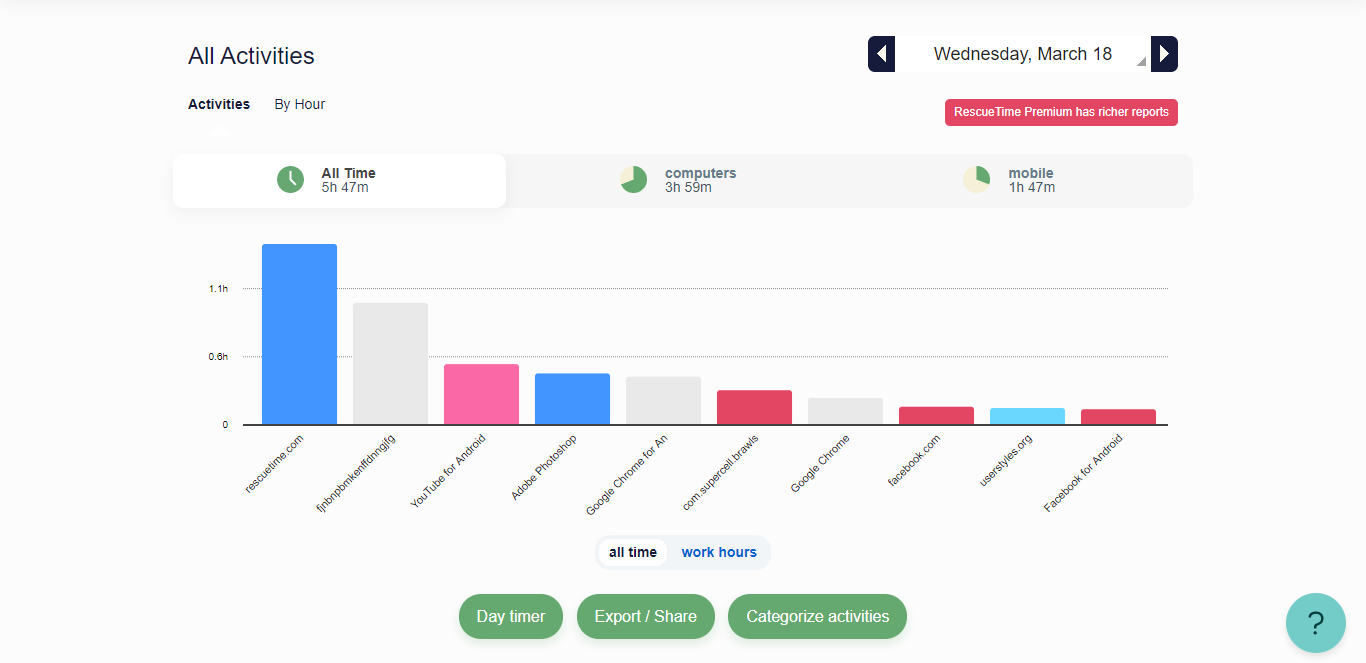 All Activities
Wednesday, March 18
Activities By Hour
RescueTime Premium has richer reports
All Time
5h 47m
computers
3h 59m
mobile
1h 47m
1.1h
0.6h
0
rescuetime.com
fjnbnpbmkenffdnngjfg
YouTube for Android
Adobe Photoshop
Google Chrome for An
com.supercell.brawls
Google Chrome
facebook.com
userstyles.org
Facebook for Android
all time work hours
Day timer Export / Share Categorize activities
?